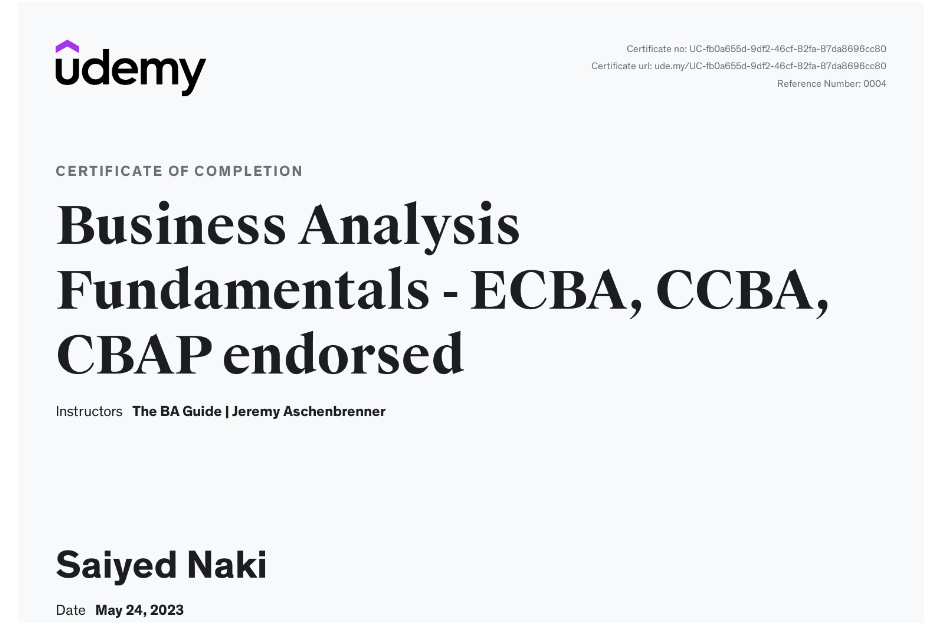 udemy
Certificate no: UC-fb0a655d-9df2-46cf-82fa-87da8696cc80
Certificate url: ude.my/UC-fb0a655d-9df2-46cf-82fa-87da8696cc80
Reference Number: 0004
CERTIFICATE OF COMPLETION
Business Analysis
Fundamentals - ECBA, CCBA,
CBAP endorsed
Instructors The BA Guide | Jeremy Aschenbrenner
Saiyed Naki
Date May 24, 2023